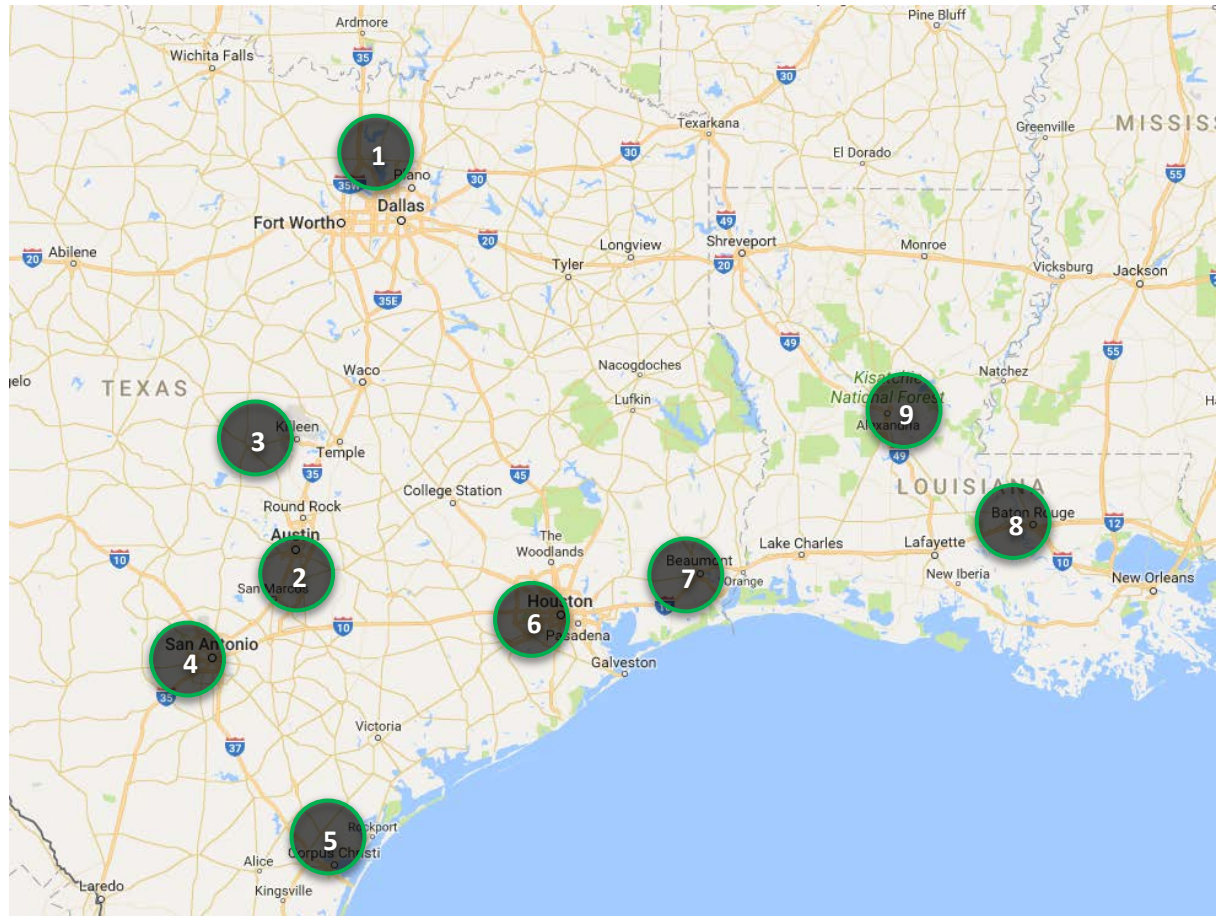 Ardmore
Pine Bluff
Wichita Falls
35
30
Texarkana
Greenville
MISSISS
1
El Dorado
30
55
35W
Plano
30
Dallas
49
Fort Worth
20
Longview
Shreveport
Monroe
20
Abilene
Tyler
20
Vicksburg
Jackson
35E
49
55
Nacogdoches
Waco
Natchez
gelo
TEXAS
Kisatchie
National Forest
Lufkin
9
Alexandria
Killeen
3
Temple
49
35
45
College Station
LOUISIANA
Round Rock
Baton Rouge
8
12
Austin
The
Woodlands
Lake Charles
Lafayette
10
Beaumont
10
2
7
Orange
New Iberia
New Orleans
San Marcos
Houston
10
10
6
Pasadena
San Antonio
4
Galveston
35
Victoria
37
Rockport
5
Corpus Christi
Alice
Laredo
Kingsville